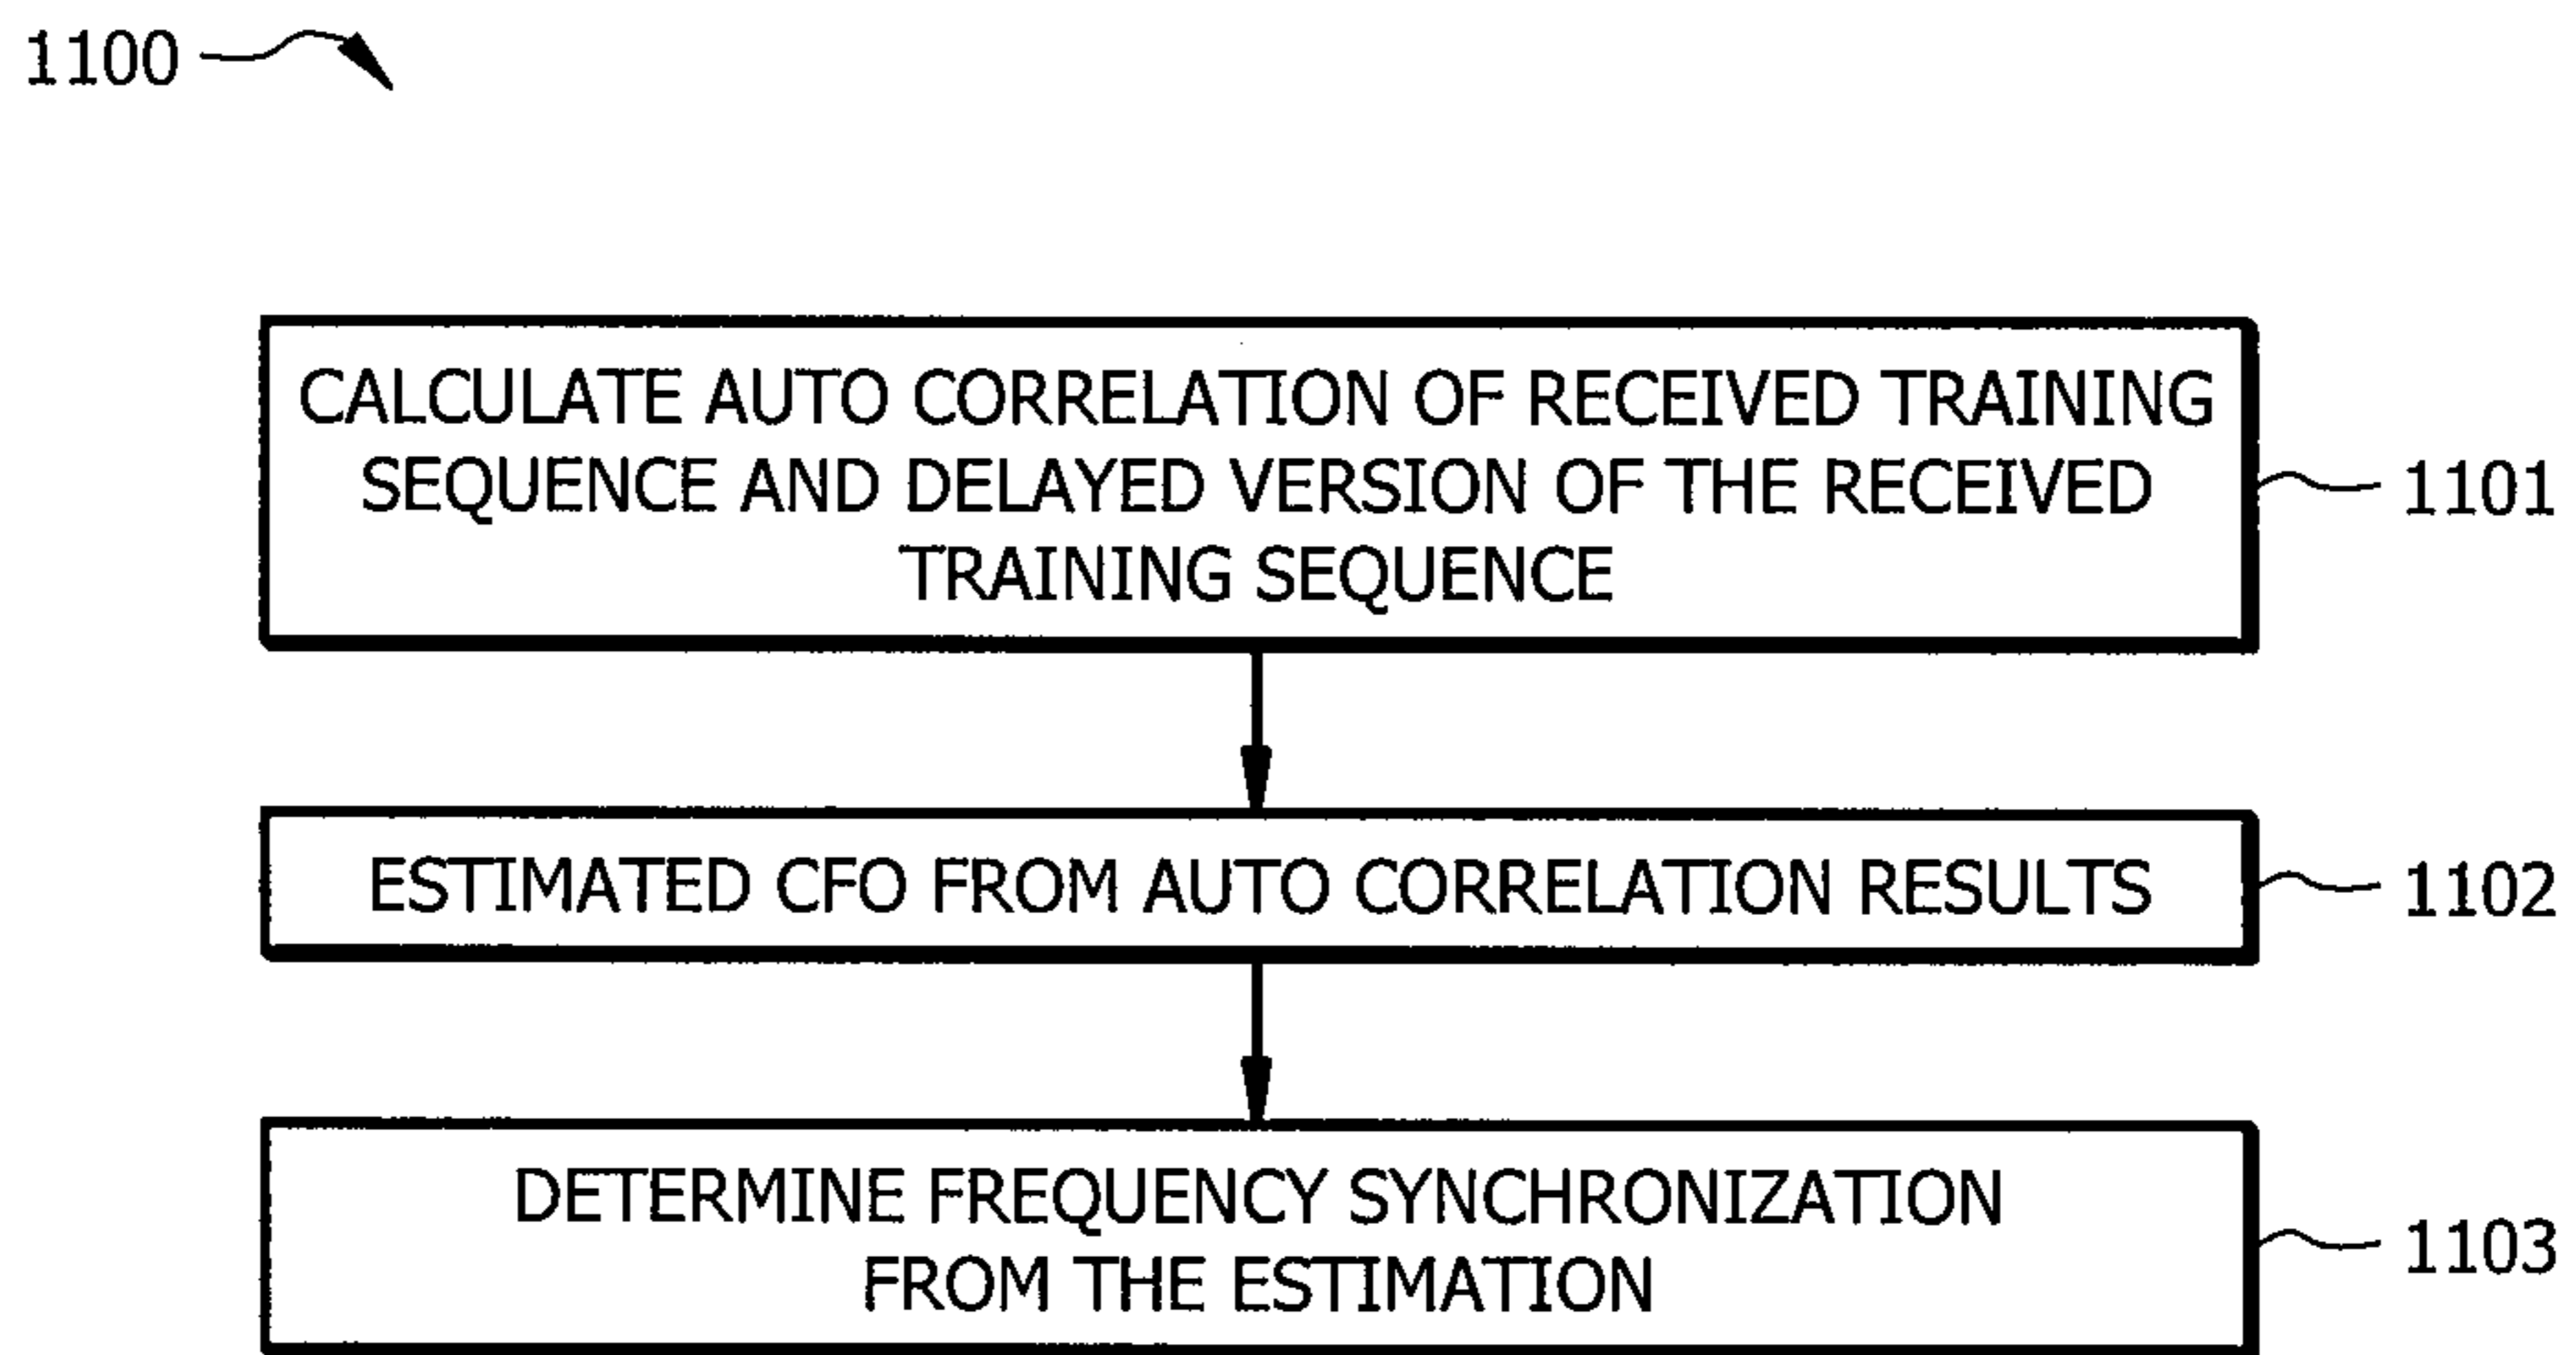 1100
CALCULATE AUTO CORRELATION OF RECEIVED TRAINING
SEQUENCE AND DELAYED VERSION OF THE RECEIVED
TRAINING SEQUENCE
1101
ESTIMATED CFO FROM AUTO CORRELATION RESULTS
1102
DETERMINE FREQUENCY SYNCHRONIZATION
FROM THE ESTIMATION
1103